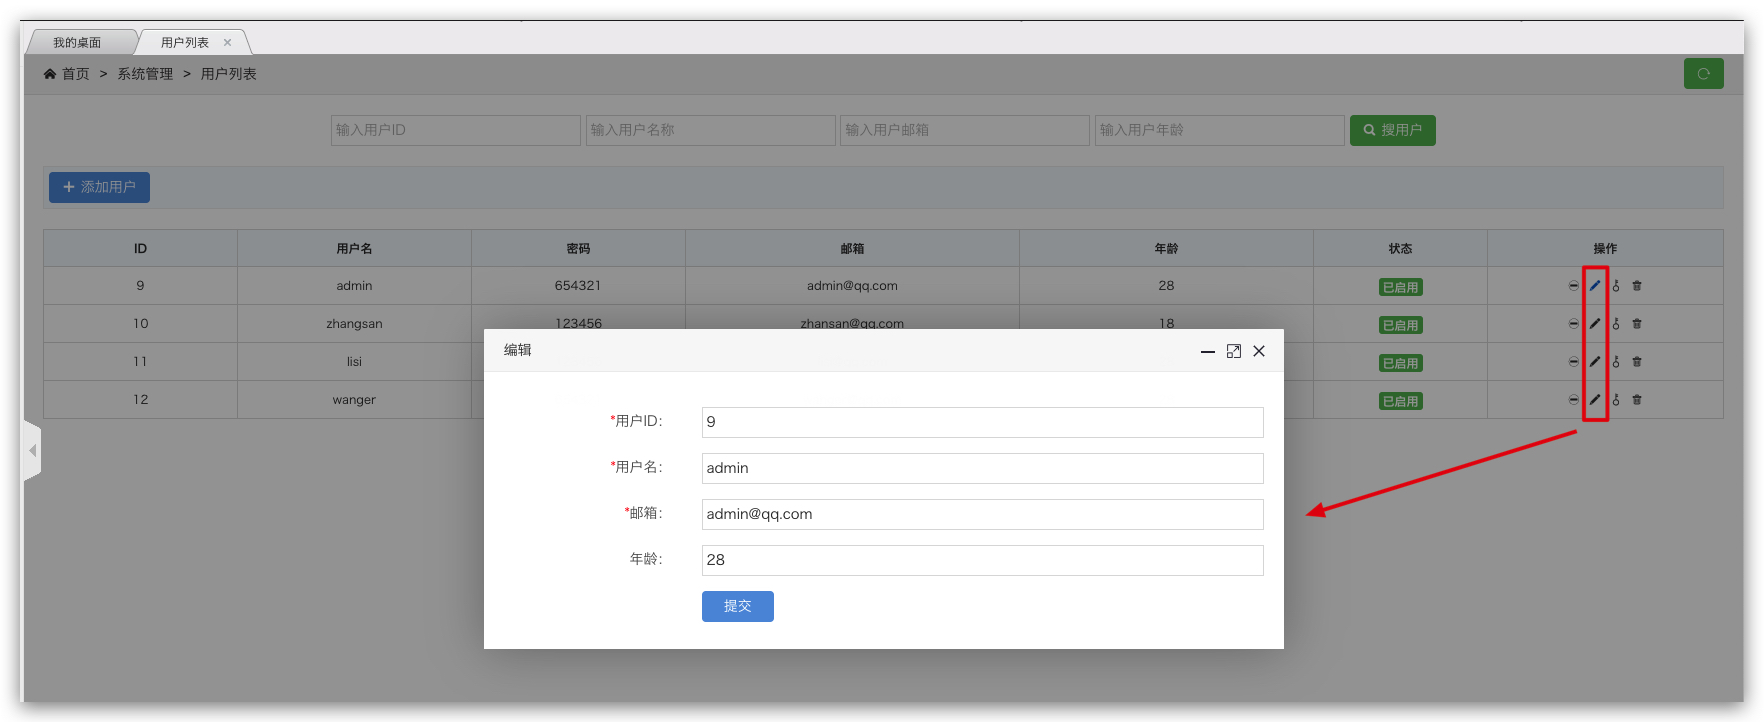 我的桌面 用户列表
首页 > 系统管理 > 用户列表
输入用户ID 输入用户名称 输入用户邮箱 输入用户年龄 搜用户
添加用户
ID 用户名 密码 邮箱 年龄 状态 操作
9 admin 654321 admin@qq.com 28 已启用
10 zhangsan 123456 zhansan@qq.com 18 已启用
11 lisi 已启用
12 wanger 已启用
编辑
*用户ID: 9
*用户名: admin
*邮箱: admin@qq.com
年龄: 28
提交